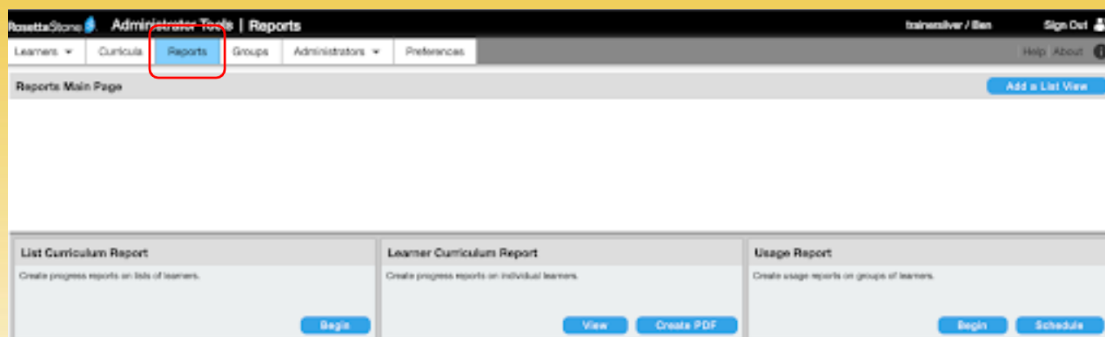 RosettaStone Administrator Tools | Reports trainersilver / Ben Sign Out
Learners Curricula Reports Groups Administrators Preferences Help About
Reports Main Page Add a List View
List Curriculum Report Learner Curriculum Report Usage Report
Create progress reports on lists of learners. Create progress reports on individual learners. Create usage reports on groups of learners.
Begin View Create PDF Begin Schedule